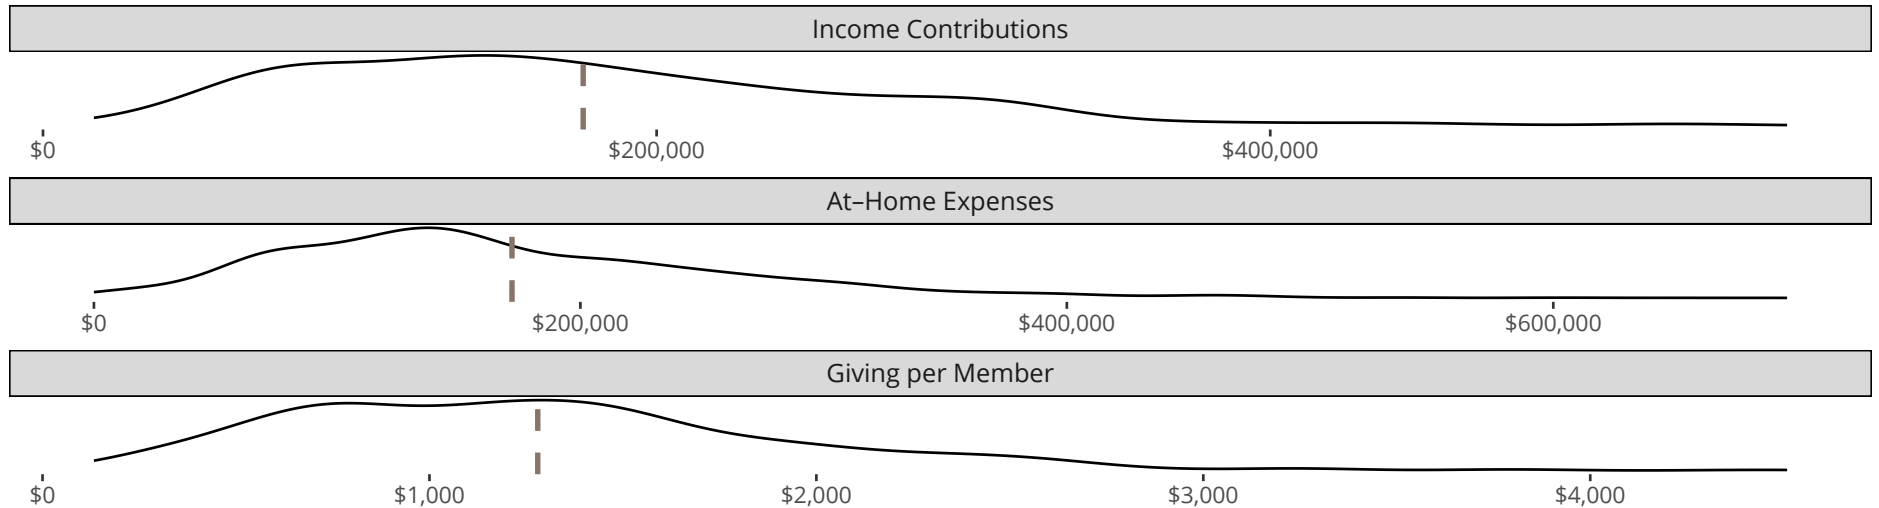 Income Contributions
$0 $200,000 $400,000
At–Home Expenses
$0 $200,000 $400,000 $600,000
Giving per Member
$0 $1,000 $2,000 $3,000 $4,000